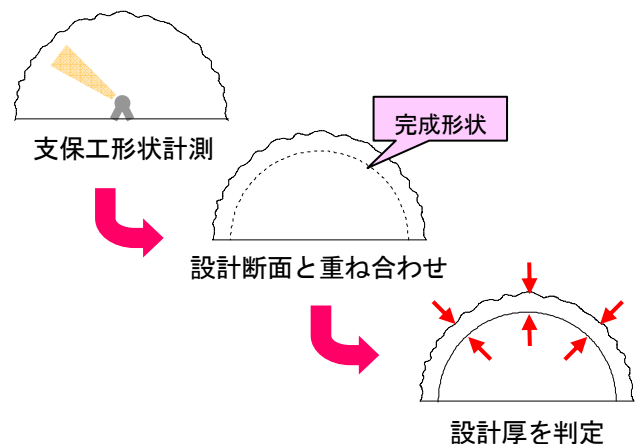 支保工形状計測
完成形状
設計断面と重ね合わせ
設計厚を判定